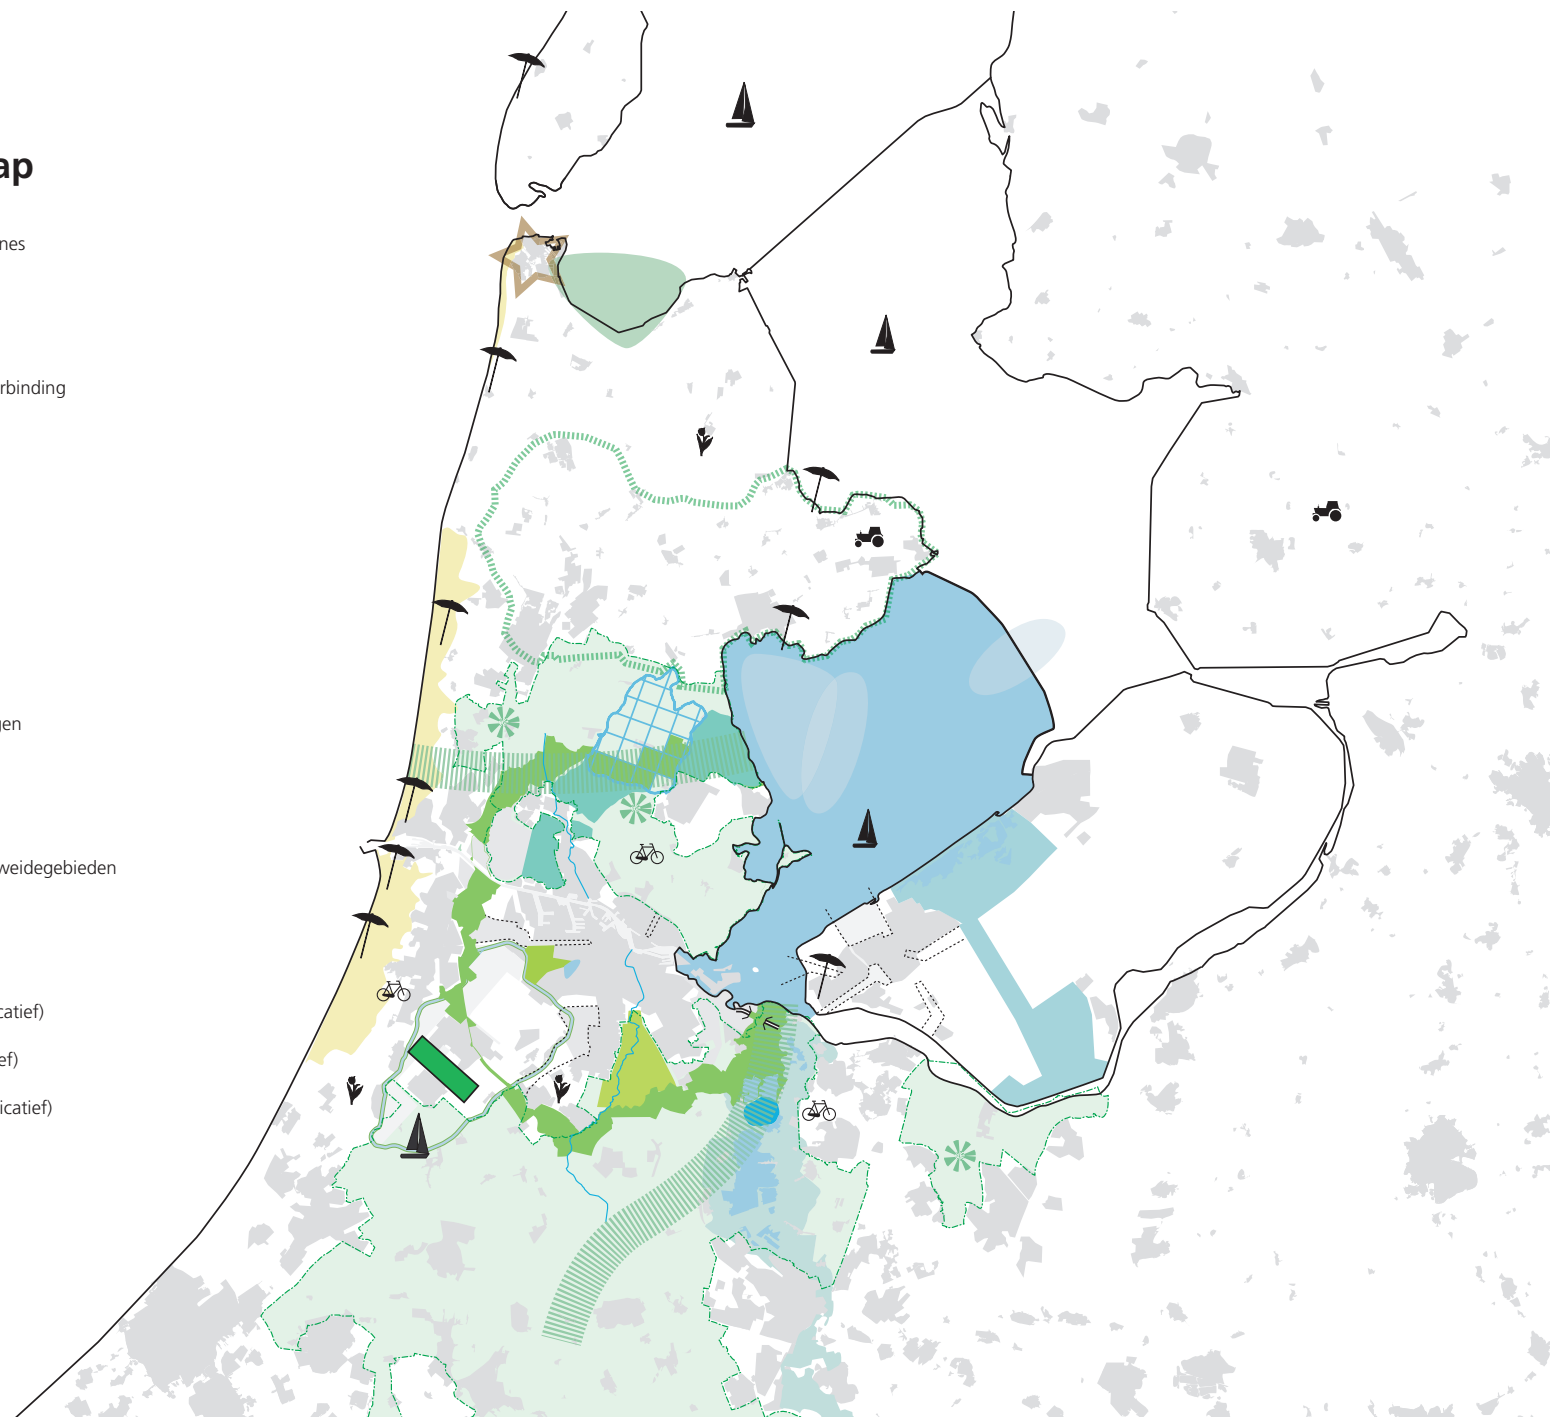 ap
nes
rbinding
gen
weidegebieden
catief)
ef)
icatief)